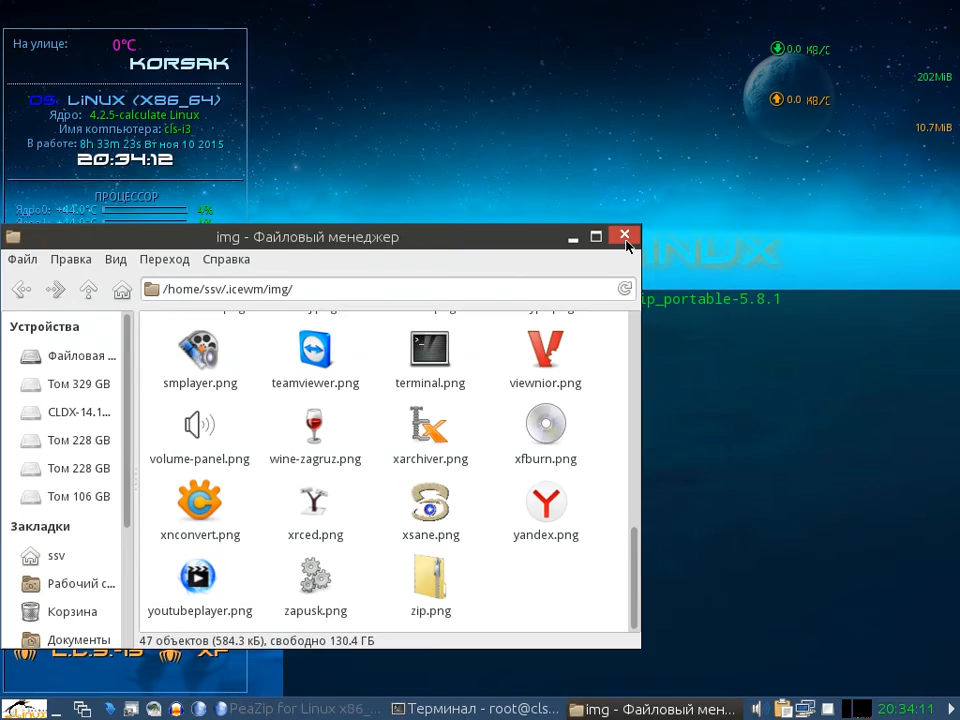 На улице: 0°C
KORSAK
OS: LiNUX (X86_64)
Ядро: 4.2.5-calculate Linux
Имя компьютера: cls-i3
В работе: 8h 33m 23s Вт ноя 10 2015
20:34:12
ПРОЦЕССОР
Ядро0: +44.0°C 4%
0.0 KB/C
202MiB
0.0 KB/C
10.7MiB
LINUX
ip_portable-5.8.1
img - Файловый менеджер
Файл Правка Вид Переход Справка
/home/ssv/.icewm/img/
Устройства
Файловая ...
Том 329 GB
CLDX-14.1...
Том 228 GB
Том 228 GB
Том 106 GB
Закладки
ssv
Рабочий с...
Корзина
Документы
smplayer.png teamviewer.png terminal.png viewnior.png
volume-panel.png wine-zagruz.png xarchiver.png xfburn.png
xnconvert.png xrced.png xsane.png yandex.png
youtubeplayer.png zapusk.png zip.png
47 объектов (584.3 кБ), свободно 130.4 ГБ
PeaZip for Linux x86_... Терминал - root@cls... img - Файловый мен... 20:34:11